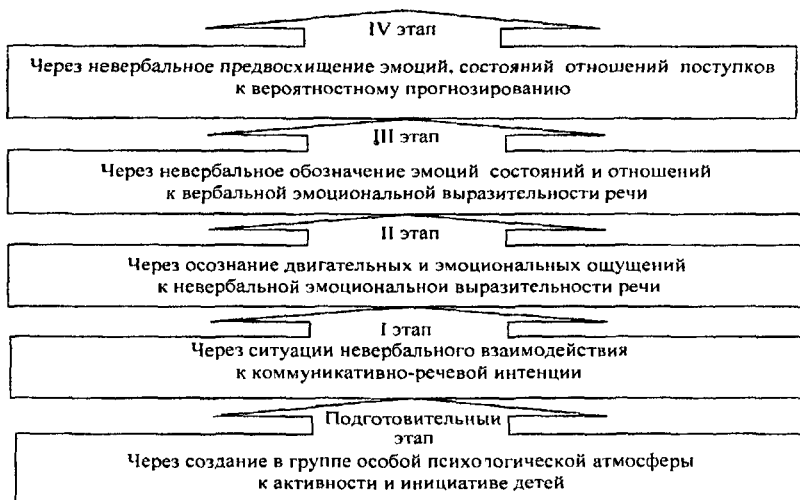 IV этап
Через невербальное предвосхищение эмоций, состояний отношений поступков
к вероятностному прогнозированию
III этап
Через невербальное обозначение эмоций состояний и отношений
к вербальной эмоциональной выразительности речи
II этап
Через осознание двигательных и эмоциональных ощущений
к невербальной эмоциональнои выразительности речи
I этап
Через ситуации невербального взаимодействия
к коммуникативно-речевой интенции
Подготовительныи
этап
Через создание в группе особой психологической атмосферы
к активности и инициативе детей